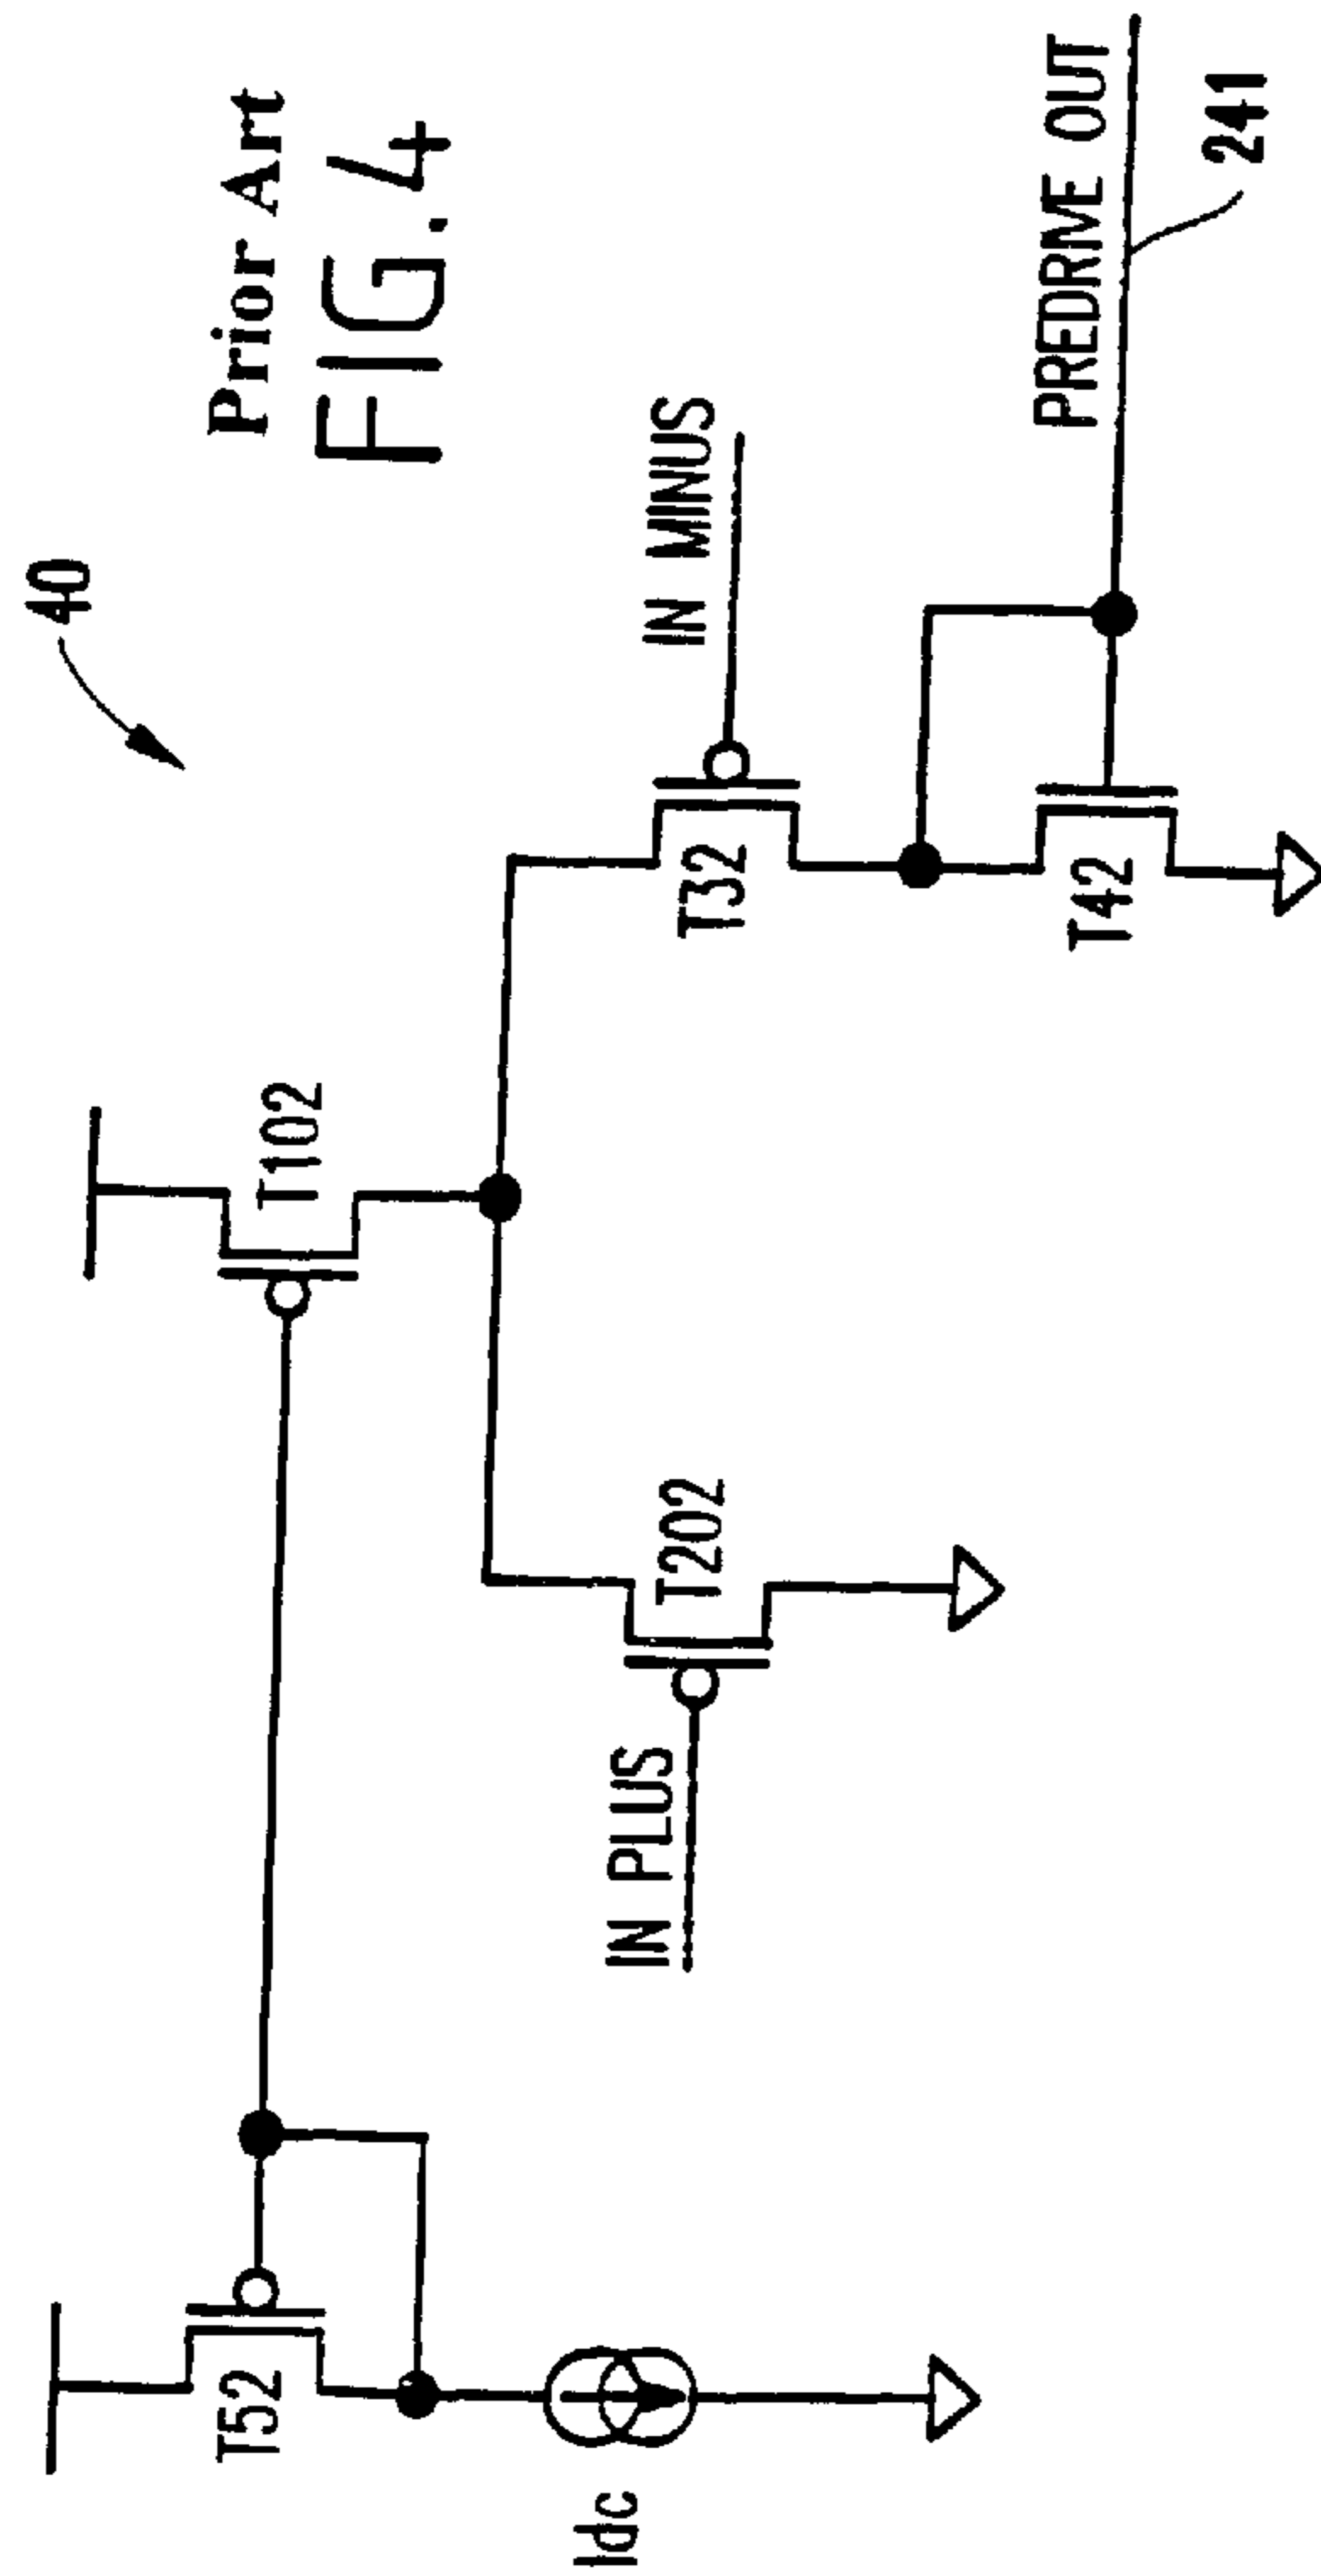 Prior Art
FIG. 4
40
T52
T102
Idc
IN PLUS
T202
IN MINUS
T32
T42
PREDRIVE OUT
241